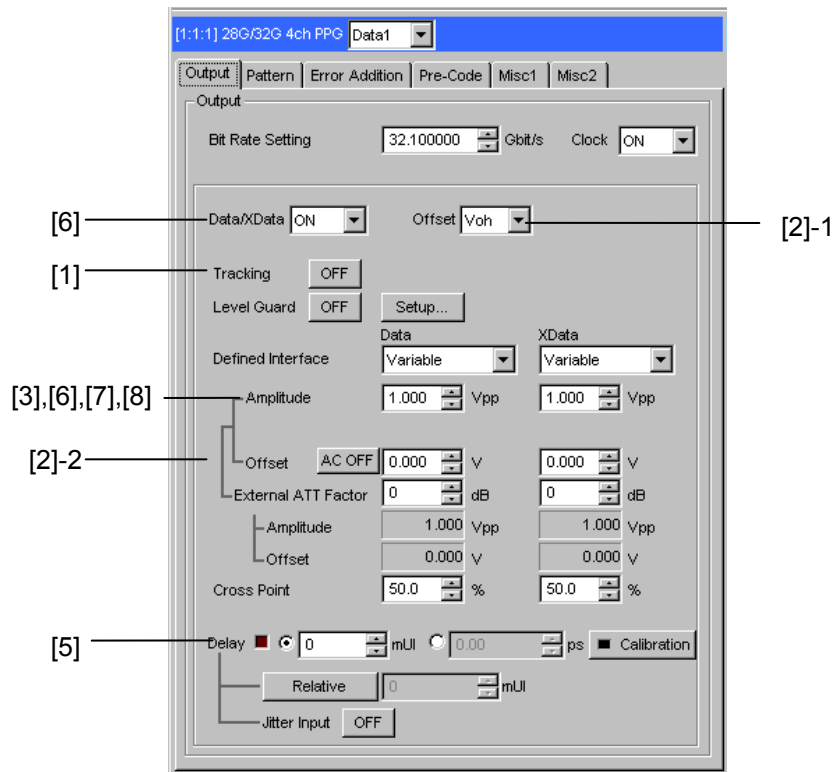 [1:1:1] 28G/32G 4ch PPG Data1
Output Pattern Error Addition Pre-Code Misc1 Misc2
Output
Bit Rate Setting 32.100000 Gbit/s Clock ON
[6] Data/XData ON Offset Voh [2]-1
[1] Tracking OFF
Level Guard OFF Setup...
Data XData
Defined Interface Variable Variable
[3],[6],[7],[8] Amplitude 1.000 Vpp 1.000 Vpp
[2]-2 Offset AC OFF 0.000 V 0.000 V
External ATT Factor 0 dB 0 dB
Amplitude 1.000 Vpp 1.000 Vpp
Offset 0.000 V 0.000 V
Cross Point 50.0 % 50.0 %
[5] Delay 0 mUI 0.00 ps Calibration
Relative 0 mUI
Jitter Input OFF